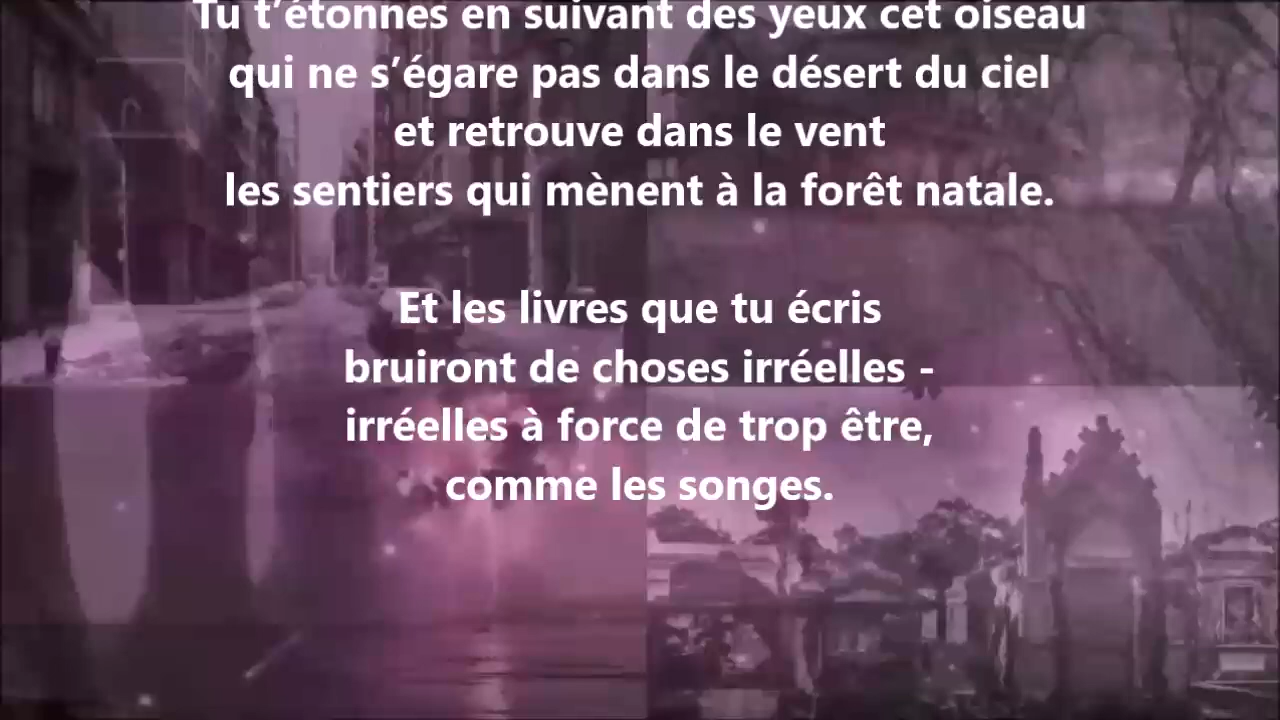 Tu t’étonnes en suivant des yeux cet oiseau
qui ne s’égare pas dans le désert du ciel
et retrouve dans le vent
les sentiers qui mènent à la forêt natale.
Et les livres que tu écris
bruiront de choses irréelles -
irréelles à force de trop être,
comme les songes.